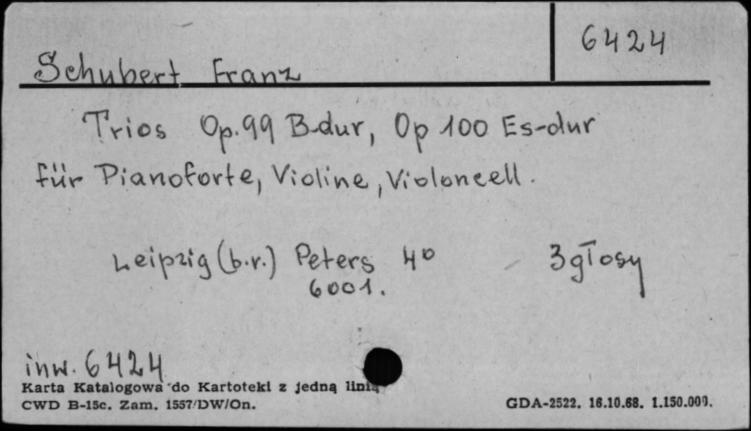 6424
Schubert Franz
Trios Op.99 B-dur, Op 100 Es-dur
für Pianoforte, Violine, Violoncell.
Leipzig (b.r.) Peters 4° 3 głosy
6001.
inw. 6424
Karta Katalogowa do Kartoteki z jedną linią
CWD B-15c. Zam. 1557/DW/On. GDA-2522. 16.10.68. 1.150.000.